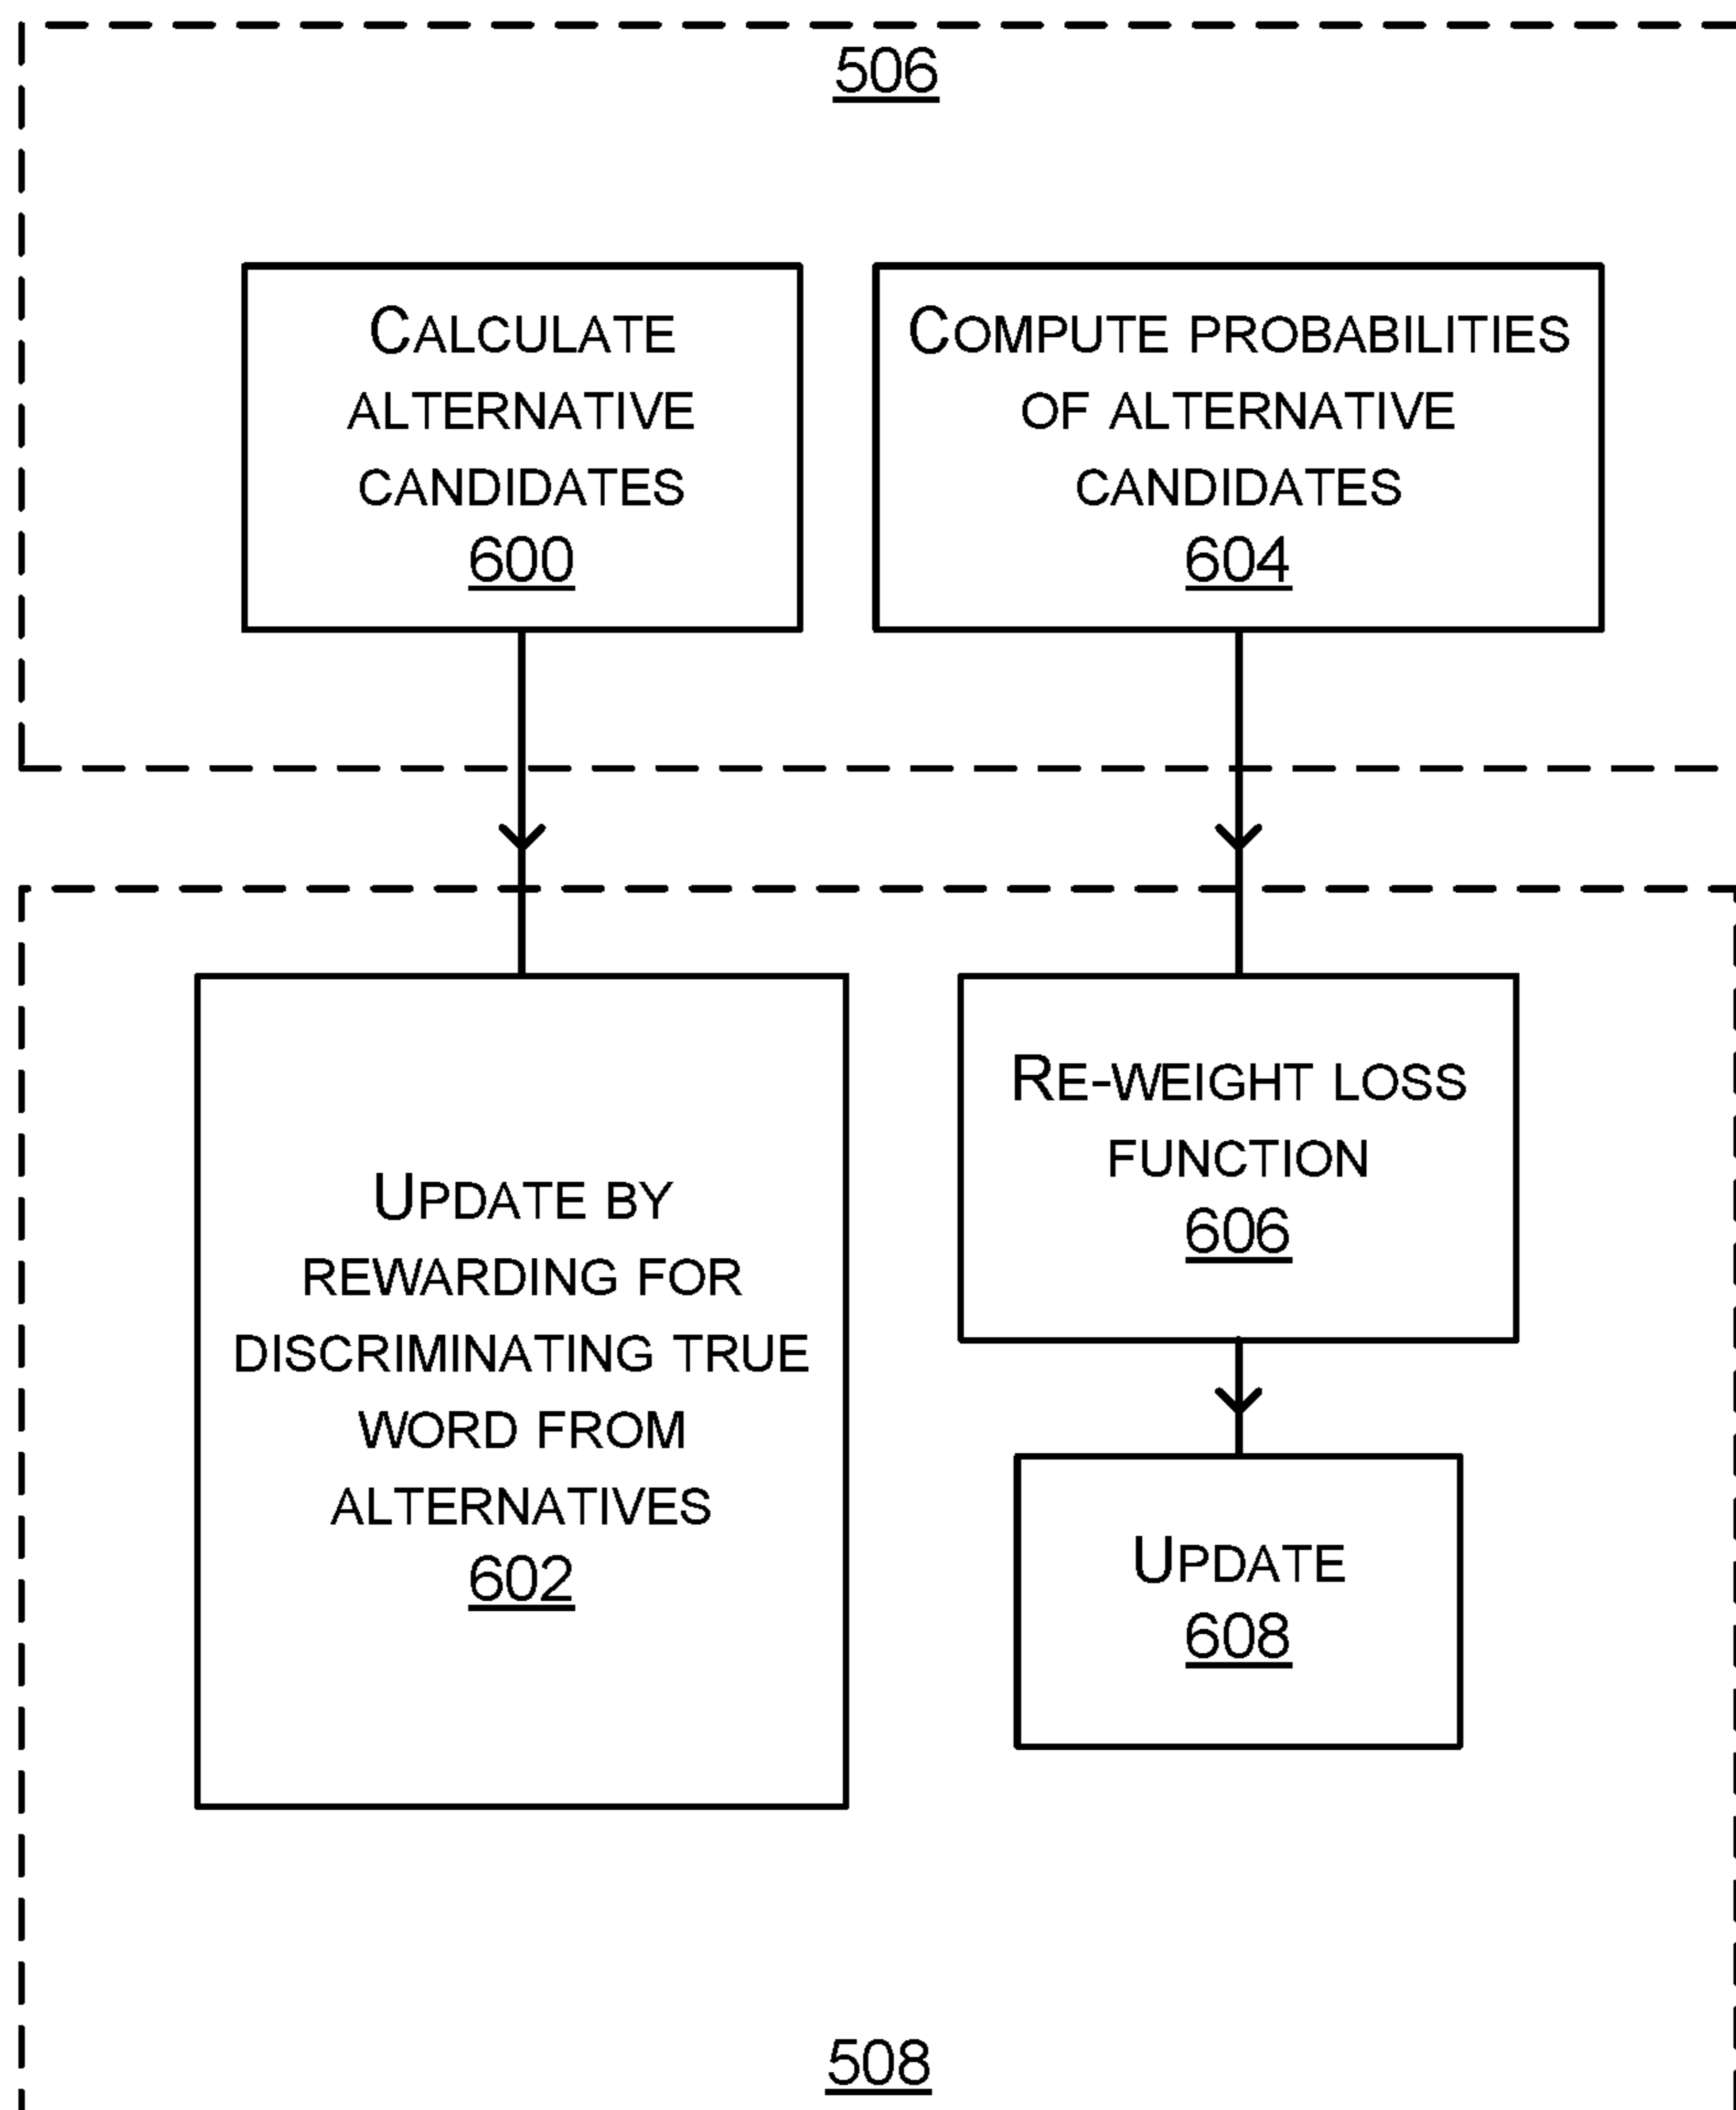 506
CALCULATE
ALTERNATIVE
CANDIDATES
600
COMPUTE PROBABILITIES
OF ALTERNATIVE
CANDIDATES
604
UPDATE BY
REWARDING FOR
DISCRIMINATING TRUE
WORD FROM
ALTERNATIVES
602
RE-WEIGHT LOSS
FUNCTION
606
UPDATE
608
508